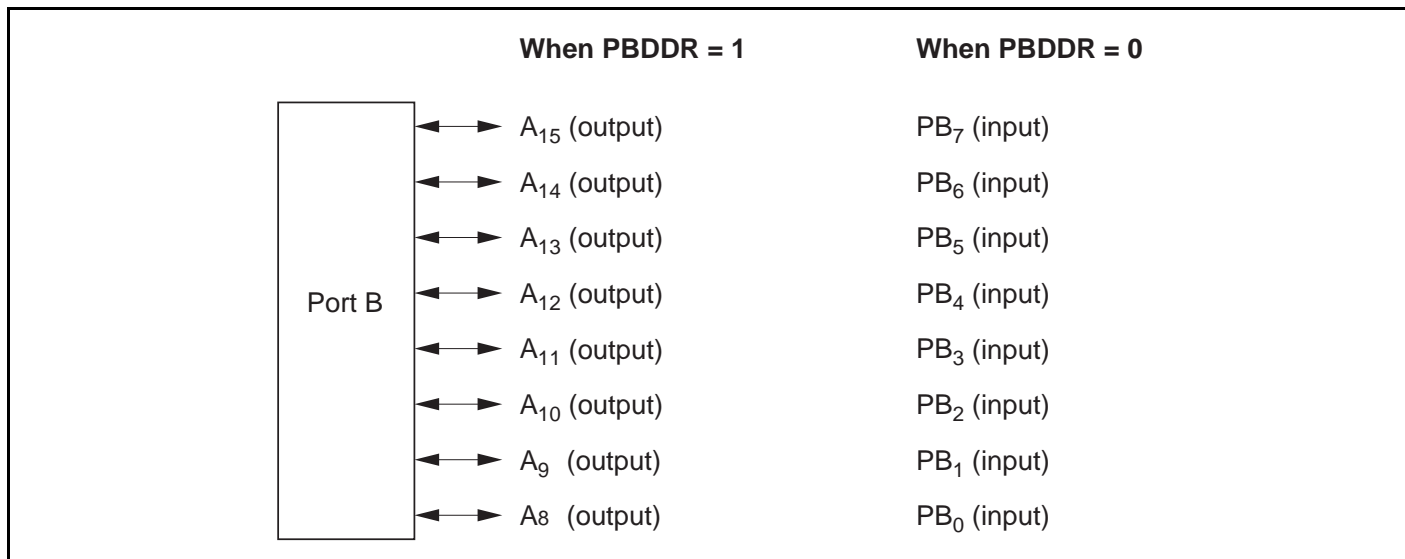 When PBDDR = 1 When PBDDR = 0
A15 (output) PB7 (input)
A14 (output) PB6 (input)
A13 (output) PB5 (input)
Port B A12 (output) PB4 (input)
A11 (output) PB3 (input)
A10 (output) PB2 (input)
A9 (output) PB1 (input)
A8 (output) PB0 (input)